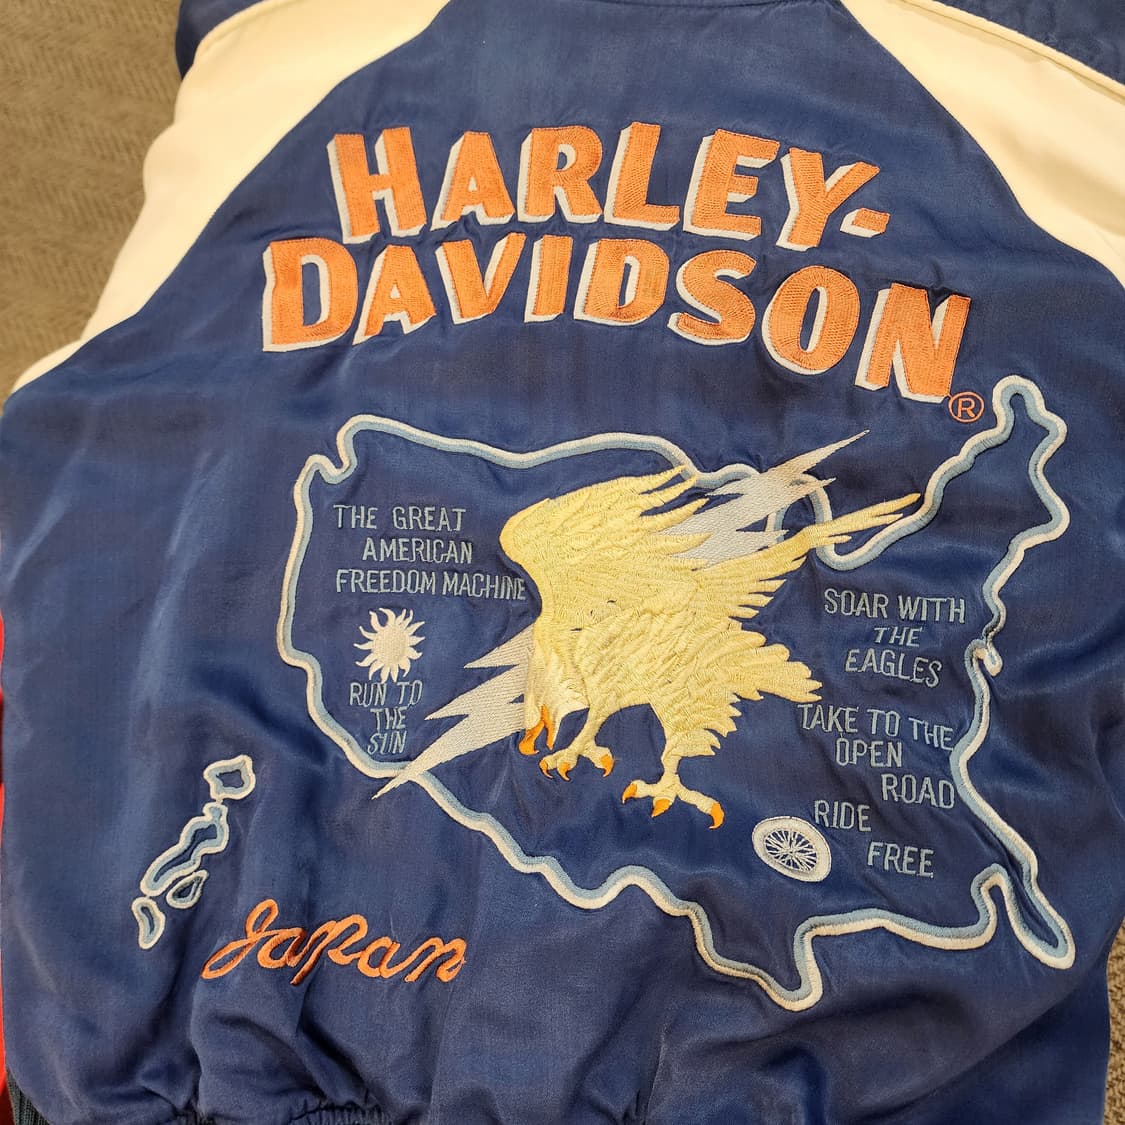 HARLEY-
DAVIDSON®
THE GREAT
AMERICAN
FREEDOM MACHINE
RUN TO
THE
SUN
SOAR WITH
THE
EAGLES
TAKE TO THE
OPEN
ROAD
RIDE
FREE
Japan